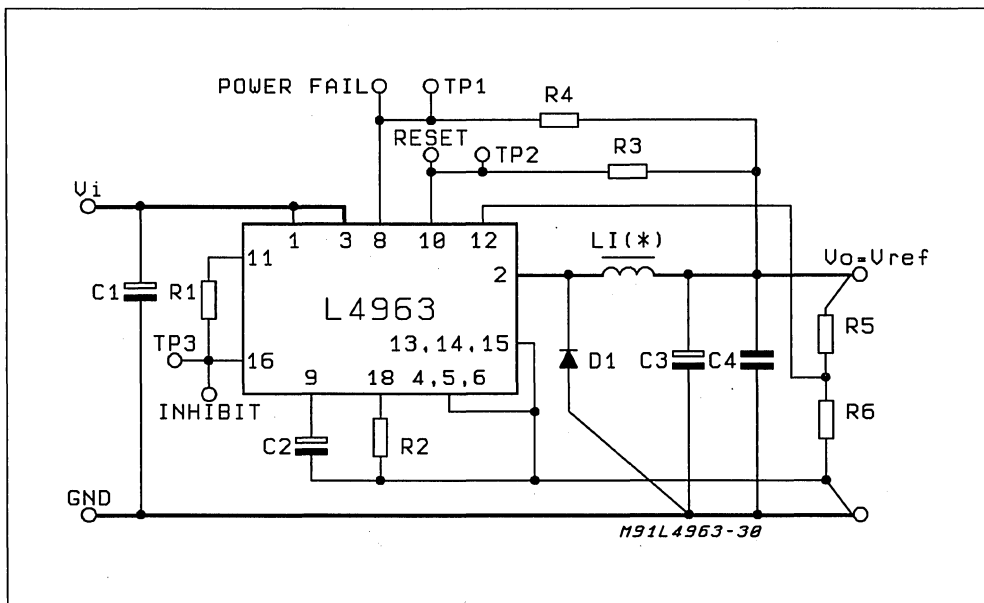 POWER FAIL TP1
R4
RESET
TP2
R3
Vi
1 3 8 10 12
LI(*)
Vo=Vref
11
2
C1
R1
L4963
R5
TP3
13,14,15
16
D1
C3
C4
9 18 4,5,6
INHIBIT
R6
C2
R2
GND
M91L4963-30